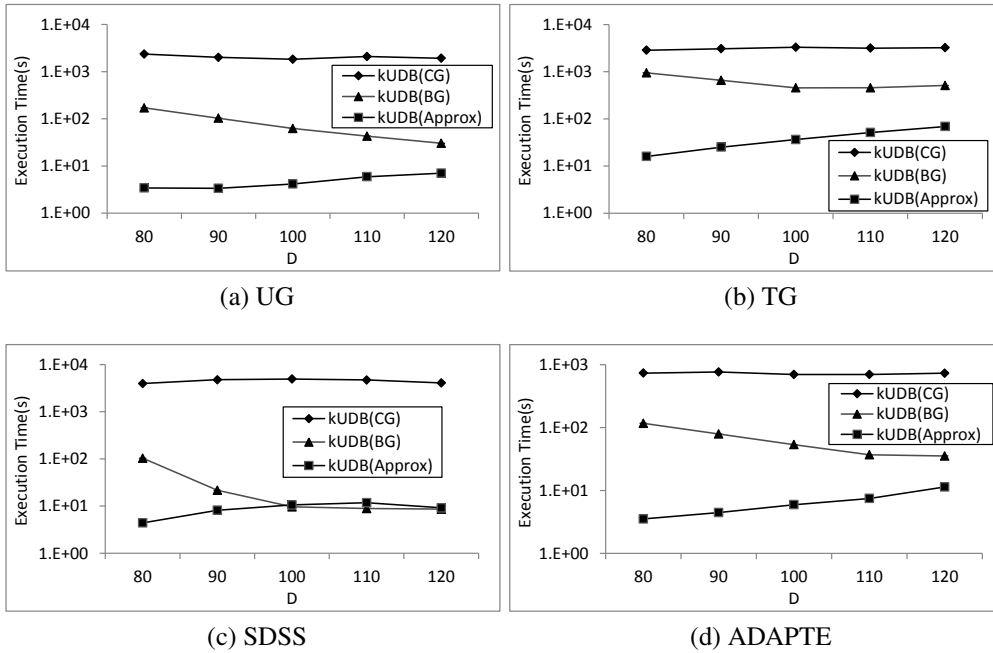 Execution Time(s)
1.E+04
1.E+03
1.E+02
1.E+01
1.E+00
kUDB(CG)
kUDB(BG)
kUDB(Approx)
80 90 100 110 120
D
(a) UG
Execution Time(s)
1.E+04
1.E+03
1.E+02
1.E+01
1.E+00
kUDB(CG)
kUDB(BG)
kUDB(Approx)
80 90 100 110 120
D
(b) TG
Execution Time(s)
1.E+04
1.E+03
1.E+02
1.E+01
1.E+00
kUDB(CG)
kUDB(BG)
kUDB(Approx)
80 90 100 110 120
D
(c) SDSS
Execution Time(s)
1.E+03
1.E+02
1.E+01
1.E+00
kUDB(CG)
kUDB(BG)
kUDB(Approx)
80 90 100 110 120
D
(d) ADAPTE